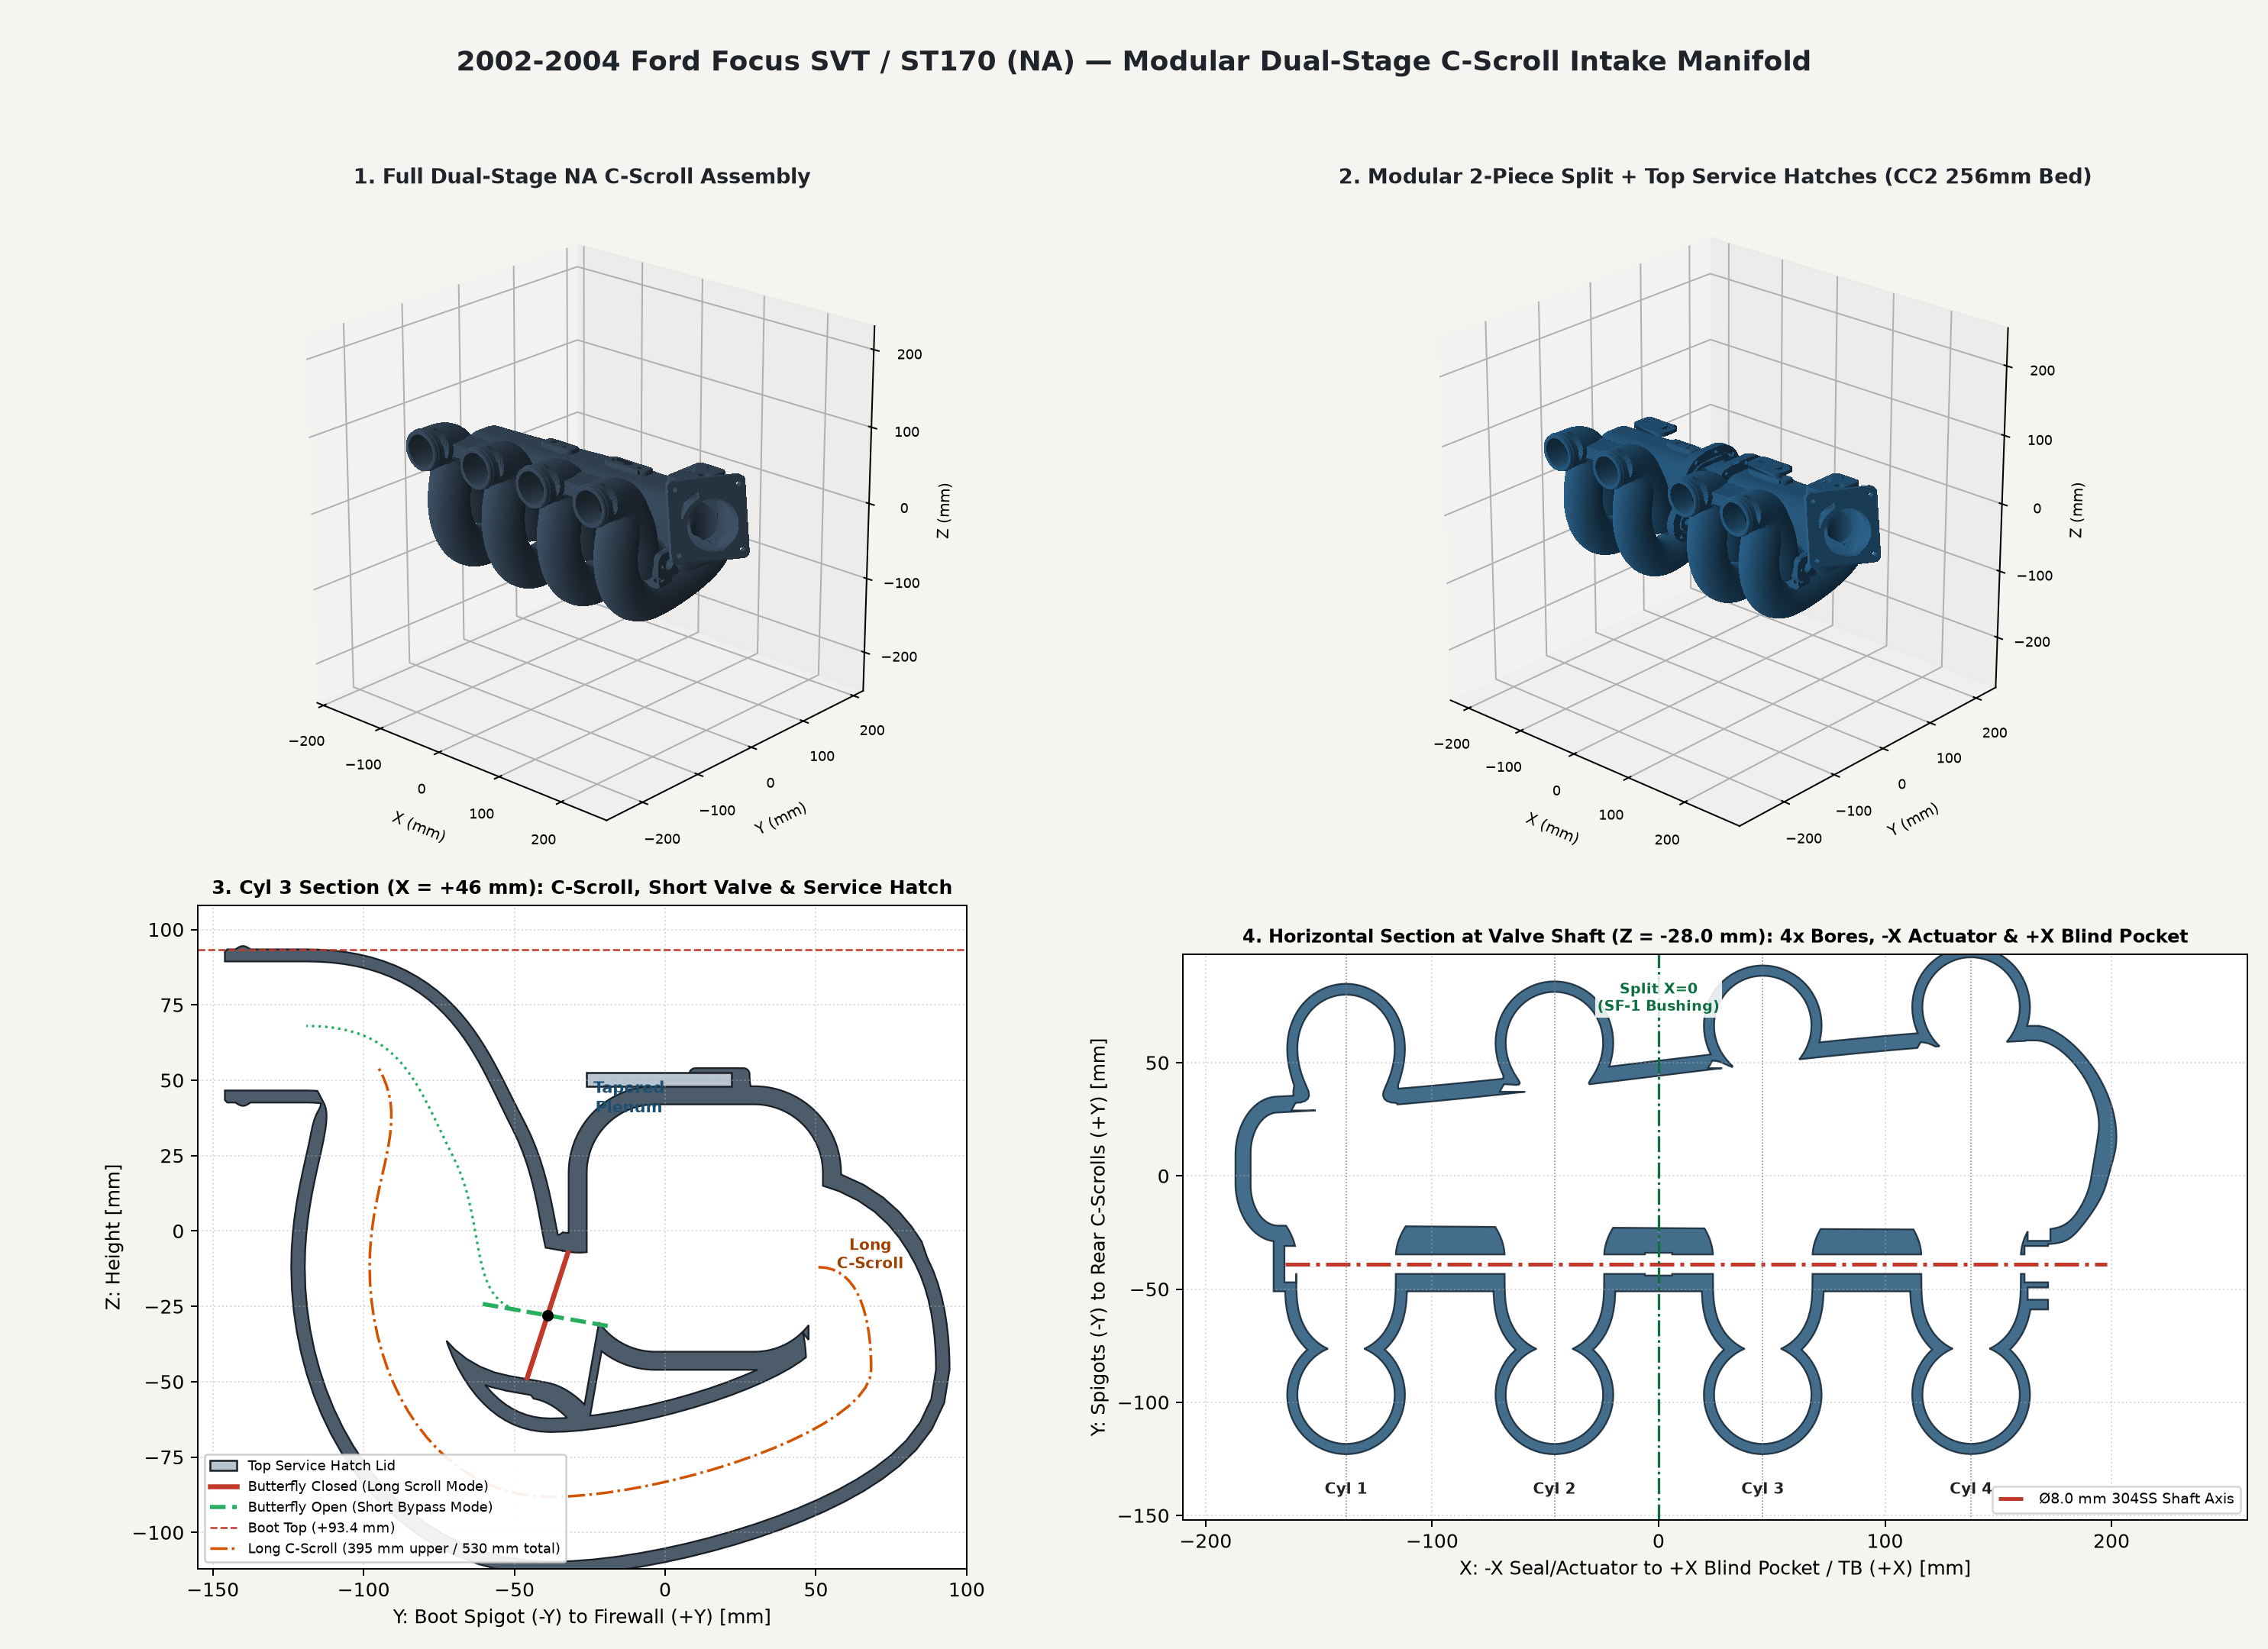 2002-2004 Ford Focus SVT / ST170 (NA) — Modular Dual-Stage C-Scroll Intake Manifold
1. Full Dual-Stage NA C-Scroll Assembly
200
100
0
−100
−200
Z (mm)
−200
−100
0
100
200
X (mm)
−200
−100
0
100
200
Y (mm)
2. Modular 2-Piece Split + Top Service Hatches (CC2 256mm Bed)
200
100
0
−100
−200
Z (mm)
−200
−100
0
100
200
X (mm)
−200
−100
0
100
200
Y (mm)
3. Cyl 3 Section (X = +46 mm): C-Scroll, Short Valve & Service Hatch
100
75
50
25
0
−25
−50
−75
−100
Z: Height [mm]
Tapered
Plenum
Long
C-Scroll
Top Service Hatch Lid
Butterfly Closed (Long Scroll Mode)
Butterfly Open (Short Bypass Mode)
Boot Top (+93.4 mm)
Long C-Scroll (395 mm upper / 530 mm total)
−150
−100
−50
0
50
100
Y: Boot Spigot (-Y) to Firewall (+Y) [mm]
4. Horizontal Section at Valve Shaft (Z = -28.0 mm): 4x Bores, -X Actuator & +X Blind Pocket
50
0
−50
−100
−150
Y: Spigots (-Y) to Rear C-Scrolls (+Y) [mm]
Split X=0
(SF-1 Bushing)
Cyl 1
Cyl 2
Cyl 3
Cyl 4
Ø8.0 mm 304SS Shaft Axis
−200
−100
0
100
200
X: -X Seal/Actuator to +X Blind Pocket / TB (+X) [mm]